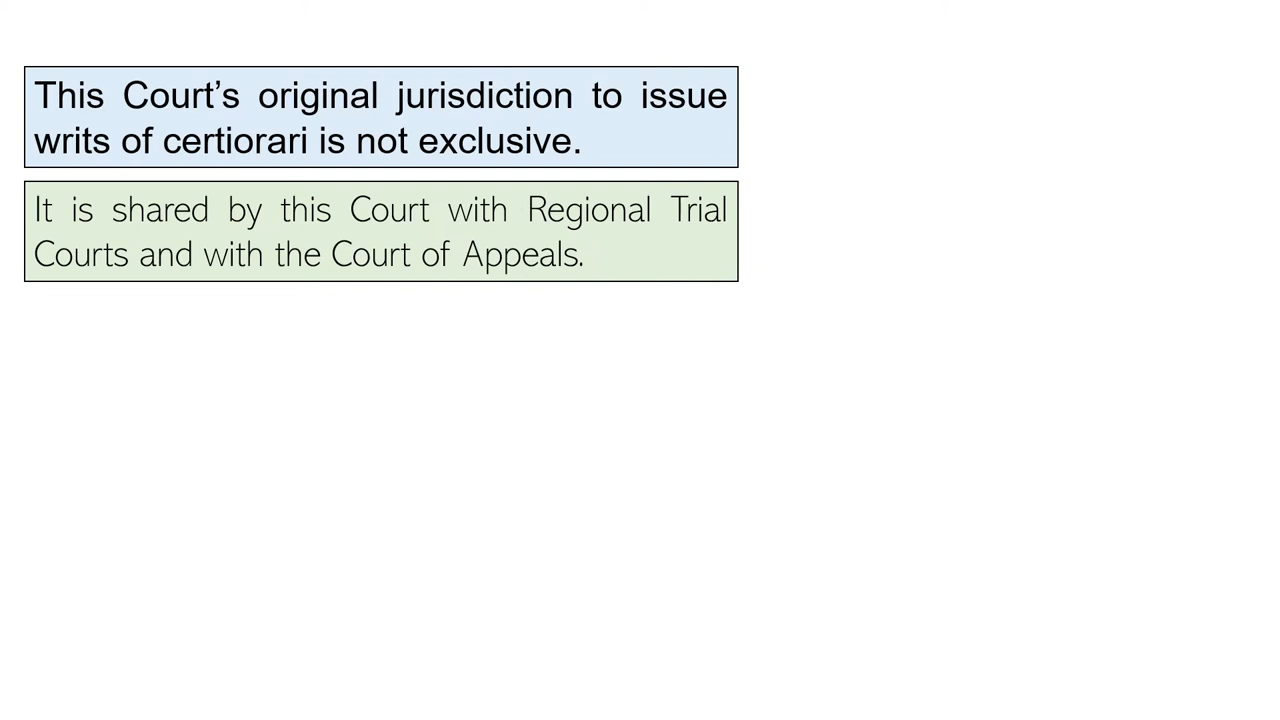 This Court’s original jurisdiction to issue
writs of certiorari is not exclusive.
It is shared by this Court with Regional Trial
Courts and with the Court of Appeals.